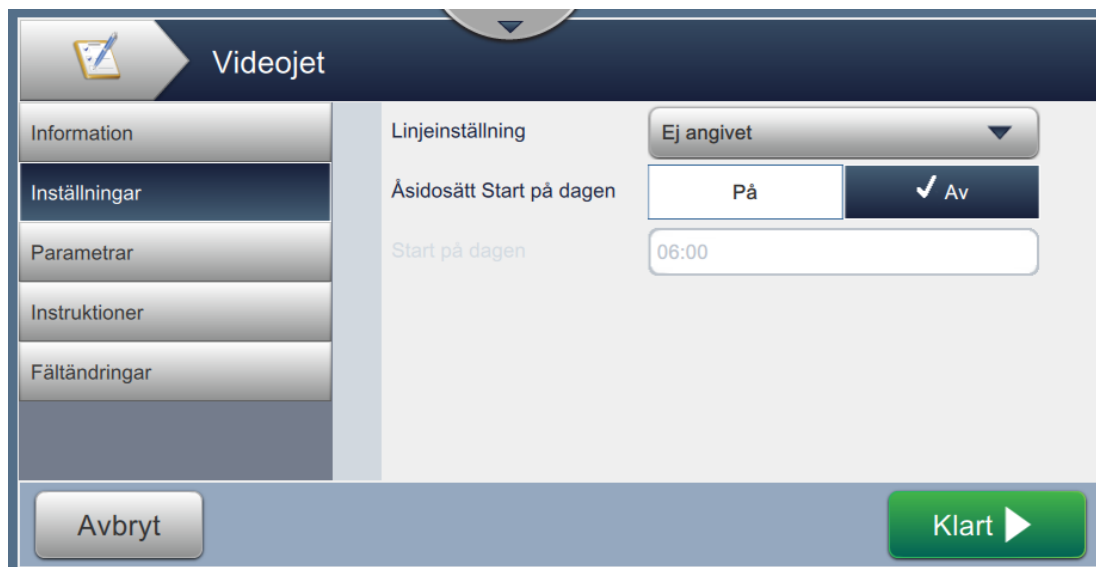 Videojet
Information
Inställningar
Parametrar
Instruktioner
Fältändringar
Linjeinställning
Ej angivet
Åsidosätt Start på dagen
På
Av
Start på dagen
06:00
Avbryt
Klart